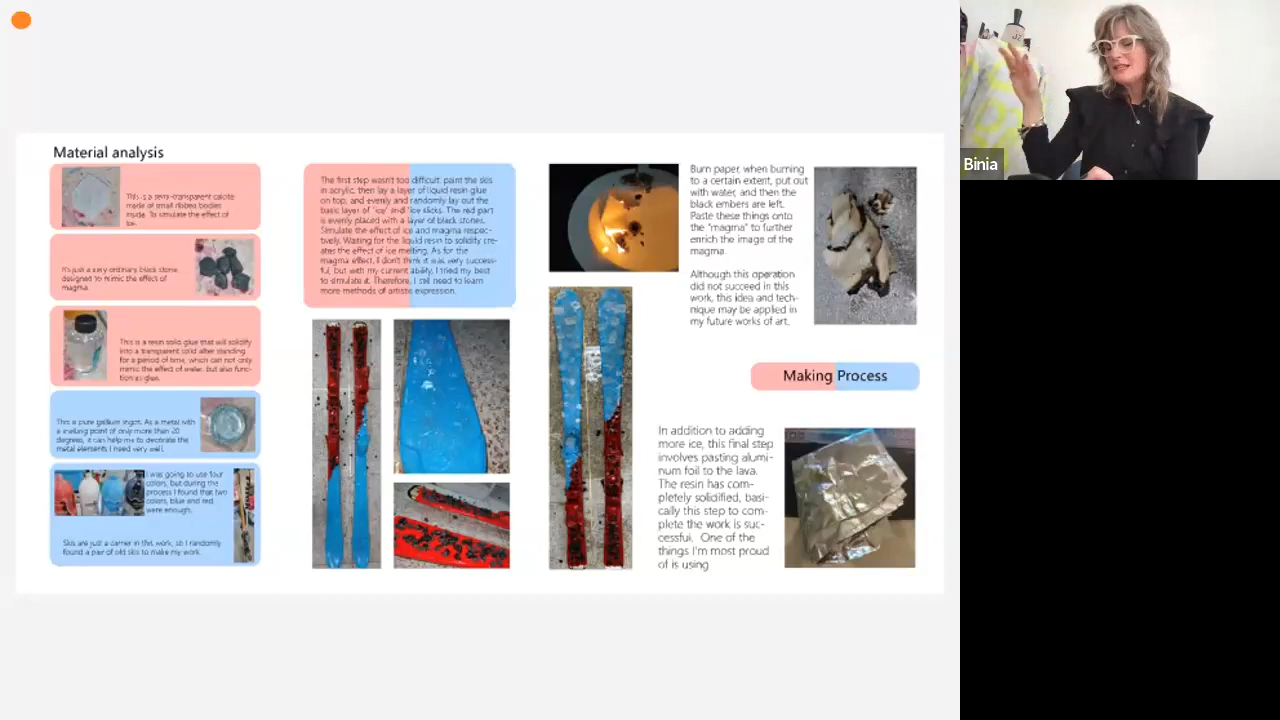 Material analysis
This is a semi-transparent calcite
made of small ribbed bodies
inside. To simulate the effect of
ice.
It's just a very ordinary black stone
designed to mimic the effect of
magma.
This is a resin solid glue that will solidify
into a transparent solid after standing
for a period of time, which can not only
mimic the effect of water, but also func-
tion as glue.
This is a pure gallium ingot. As a metal with
a melting point of only more than 20
degrees, it can help me to decorate the
metal elements I need very well.
I was going to use four
colors, but during the
process I found that two
colors, blue and red,
were enough.
Skis are just a carrier in this work, so I randomly
found a pair of old skis to make my work.
The first step wasn't too difficult. paint the skis
in acrylic, then lay a layer of liquid resin glue
on top, and evenly and randomly lay out the
basic layer of "icy" and "ice slicks. The red part
is evenly placed with a layer of black stones.
Simulate the effect of ice and magma respec-
tively. Waiting for the liquid resin to solidify cre-
ates the effect of ice melting. As for the
magma effect, I don't think it was very success-
ful, but with my current ability, I tried my best
to simulate it. Therefore, I still need to learn
more methods of artistic expression.
Burn paper, when burning
to a certain extent, put out
with water, and then the
black embers are left.
Paste these things onto
the "magma" to further
enrich the image of the
magma
Although this operation
did not succeed in this
work, this idea and tech-
nique may be applied in
my future works of art.
Making Process
In addition to adding
more ice, this final step
involves pasting alumi-
num foil to the lava.
The resin has com-
pletely solidified, basi-
cally this step to com-
plete the work is suc-
cessful. One of the
things I'm most proud
of is using
Binia